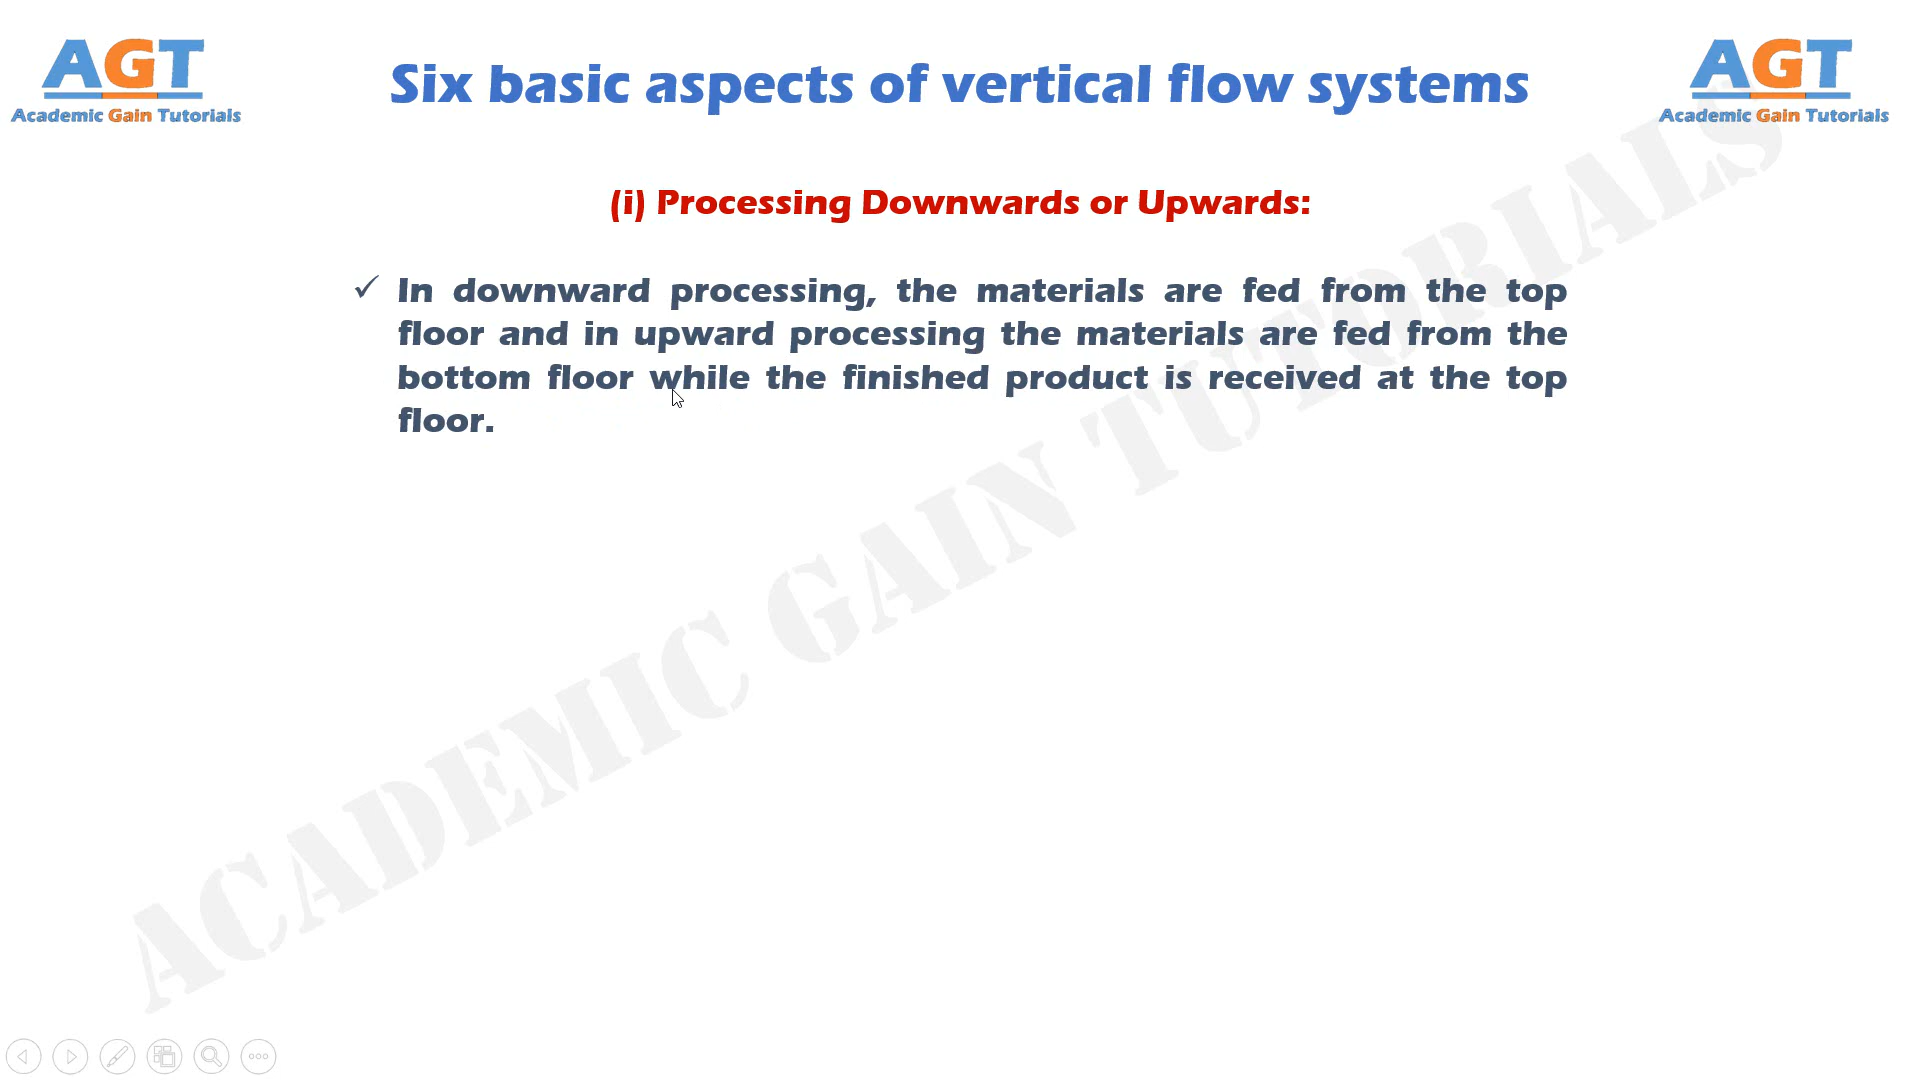 AGT
Academic Gain Tutorials
Six basic aspects of vertical flow systems
AGT
Academic Gain Tutorials
(i) Processing Downwards or Upwards:
✓ In downward processing, the materials are fed from the top
floor and in upward processing the materials are fed from the
bottom floor while the finished product is received at the top
floor.
ACADEMIC GAIN TUTORIALS